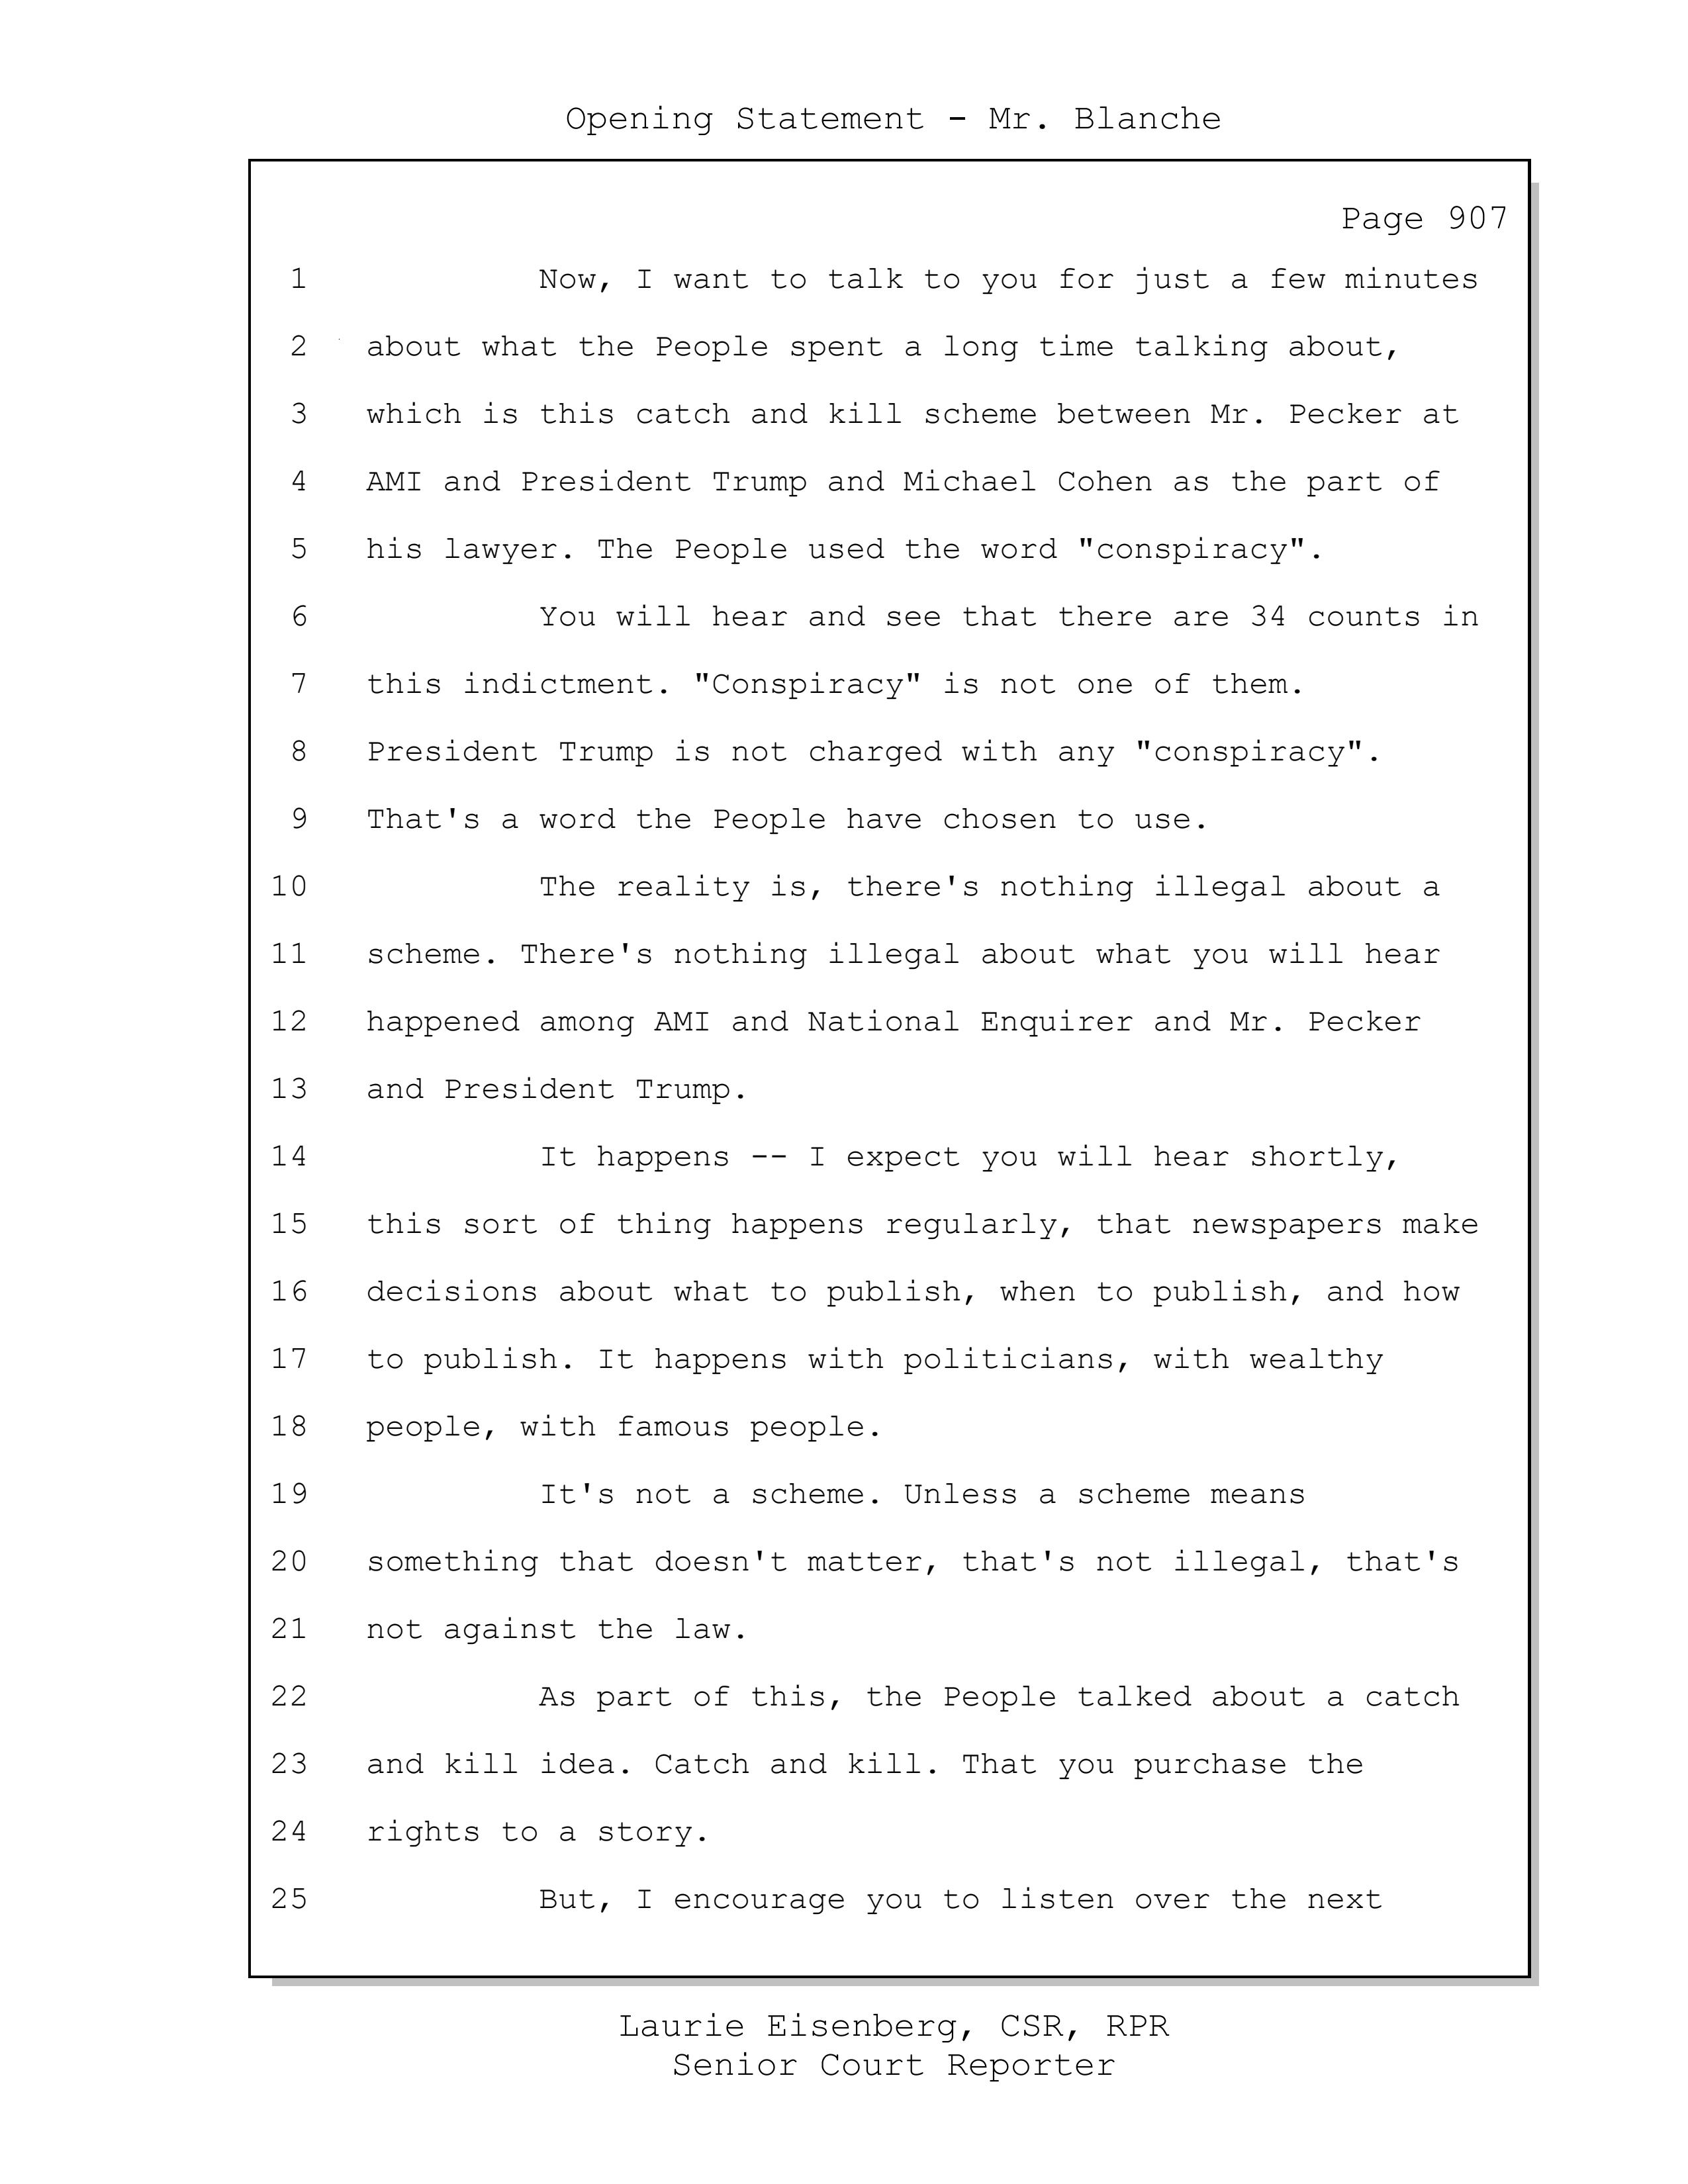 Opening Statement - Mr. Blanche
Page 907
1 Now, I want to talk to you for just a few minutes
2 about what the People spent a long time talking about,
3 which is this catch and kill scheme between Mr. Pecker at
4 AMI and President Trump and Michael Cohen as the part of
5 his lawyer. The People used the word "conspiracy".
6 You will hear and see that there are 34 counts in
7 this indictment. "Conspiracy" is not one of them.
8 President Trump is not charged with any "conspiracy".
9 That's a word the People have chosen to use.
10 The reality is, there's nothing illegal about a
11 scheme. There's nothing illegal about what you will hear
12 happened among AMI and National Enquirer and Mr. Pecker
13 and President Trump.
14 It happens -- I expect you will hear shortly,
15 this sort of thing happens regularly, that newspapers make
16 decisions about what to publish, when to publish, and how
17 to publish. It happens with politicians, with wealthy
18 people, with famous people.
19 It's not a scheme. Unless a scheme means
20 something that doesn't matter, that's not illegal, that's
21 not against the law.
22 As part of this, the People talked about a catch
23 and kill idea. Catch and kill. That you purchase the
24 rights to a story.
25 But, I encourage you to listen over the next
Laurie Eisenberg, CSR, RPR
Senior Court Reporter